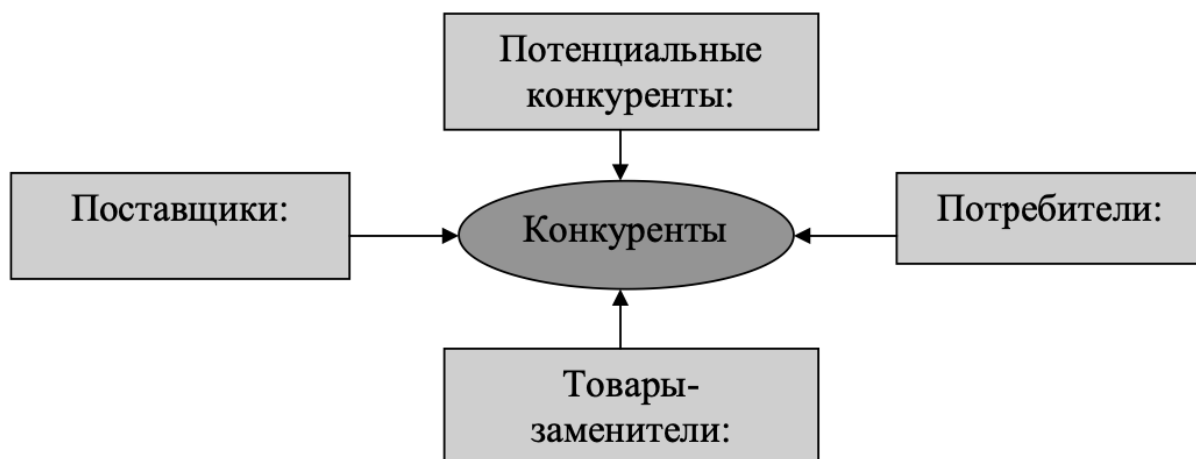 Потенциальные
конкуренты:
Поставщики:
Конкуренты
Потребители:
Товары-
заменители: